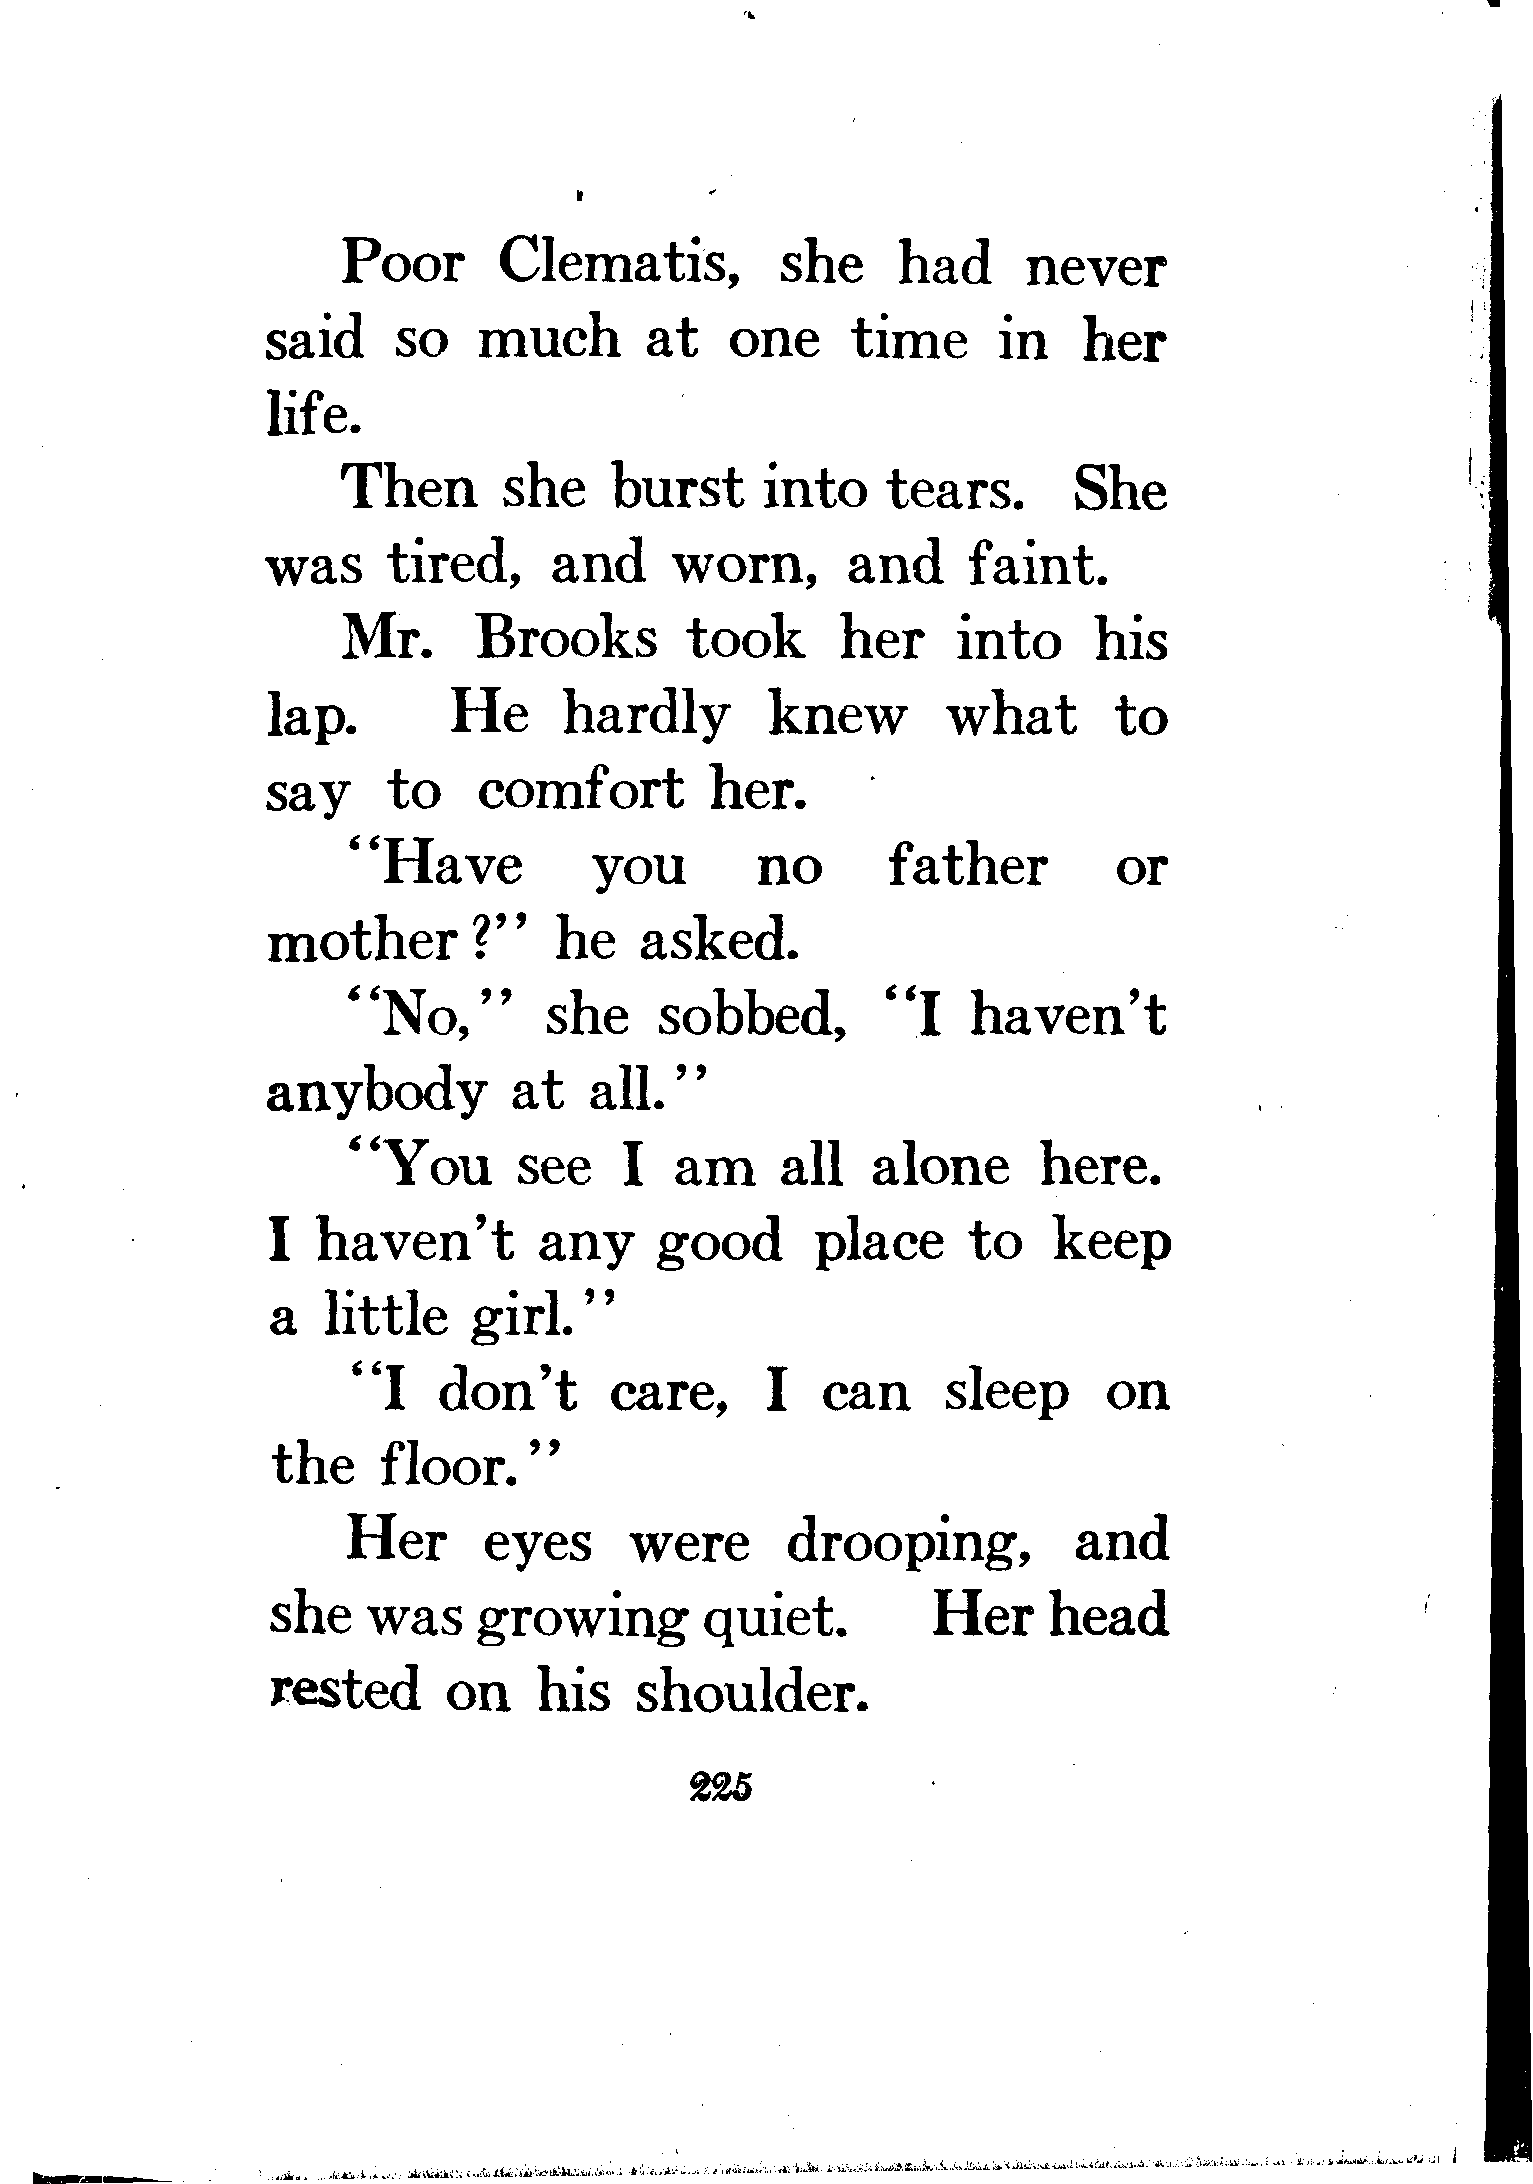 Poor Clematis, she had never
said so much at one time in her
life.
Then she burst into tears. She
was tired, and worn, and faint.
Mr. Brooks took her into his
lap. He hardly knew what to
say to comfort her.
"Have you no father or
mother?" he asked.
"No," she sobbed, "I haven't
anybody at all."
"You see I am all alone here.
I haven't any good place to keep
a little girl."
"I don't care, I can sleep on
the floor."
Her eyes were drooping, and
she was growing quiet. Her head
rested on his shoulder.
225